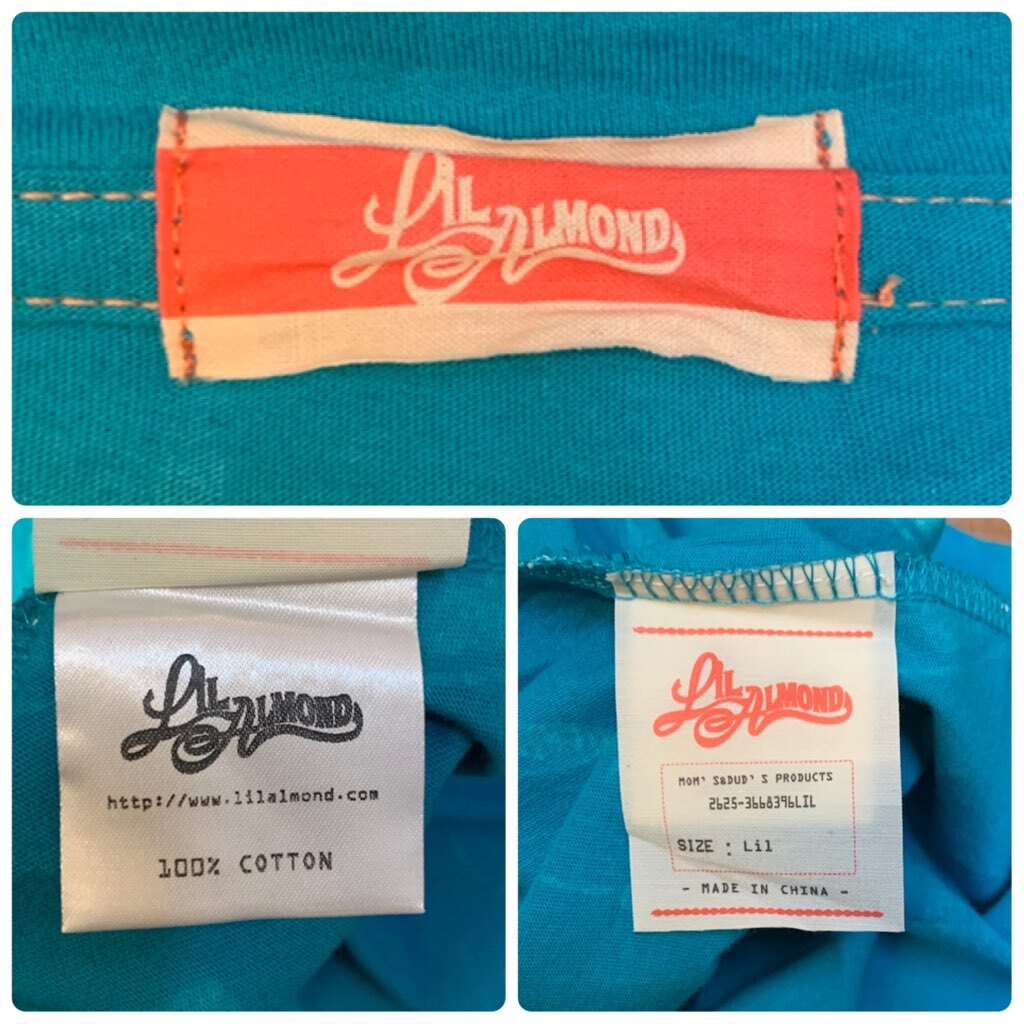 LIL ALMOND
LIL ALMOND
http://www.lilalmond.com
100% COTTON
LIL ALMOND
MOM'S&DUD'S PRODUCTS
2625-3668396LIL
SIZE : Lil
- MADE IN CHINA -